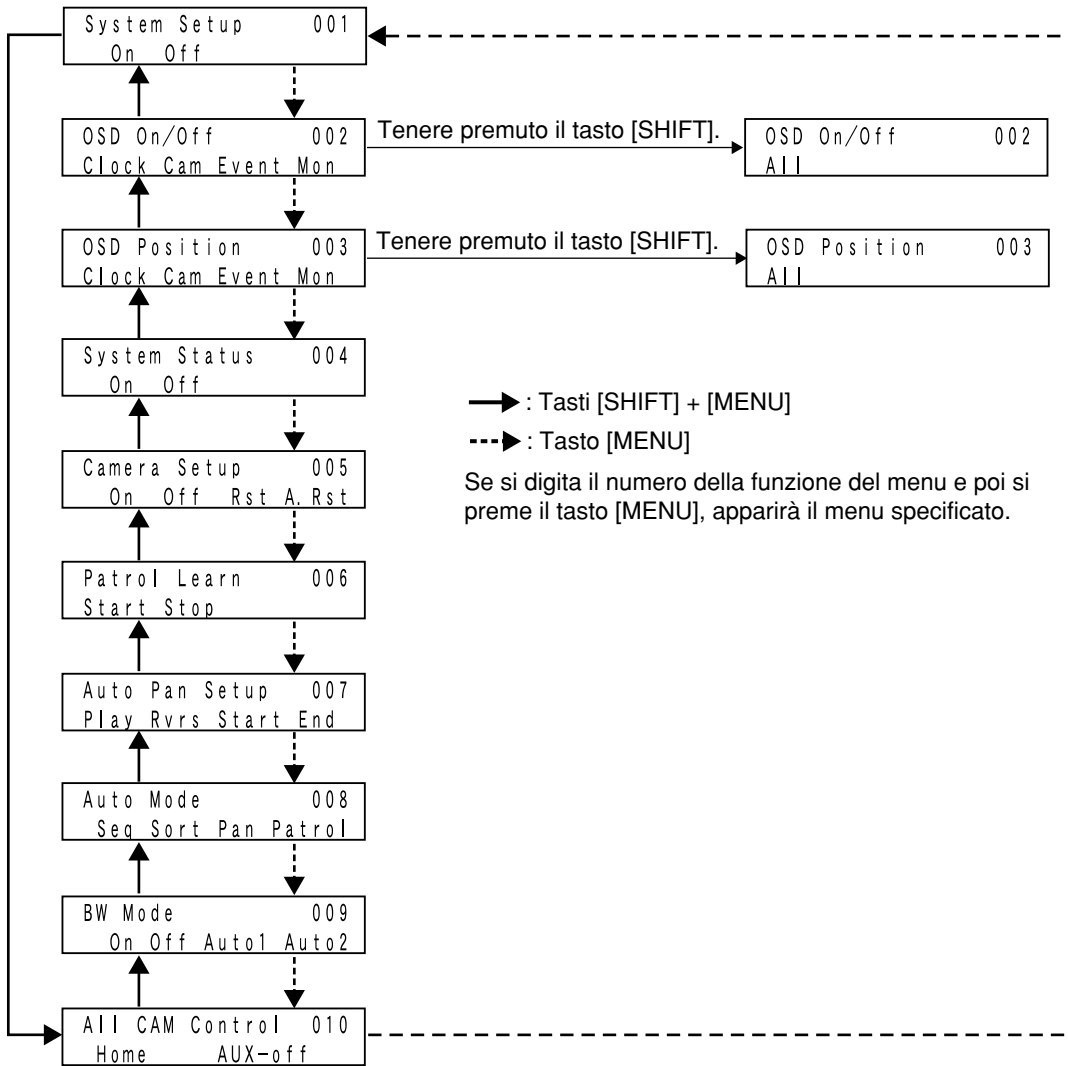 System Setup 001
On Off
OSD On/Off 002
Clock Cam Event Mon
Tenere premuto il tasto [SHIFT].
OSD On/Off 002
All
OSD Position 003
Clock Cam Event Mon
Tenere premuto il tasto [SHIFT].
OSD Position 003
All
System Status 004
On Off
: Tasti [SHIFT] + [MENU]
: Tasto [MENU]
Se si digita il numero della funzione del menu e poi si
preme il tasto [MENU], apparirà il menu specificato.
Camera Setup 005
On Off Rst A.Rst
Patrol Learn 006
Start Stop
Auto Pan Setup 007
Play Rvrs Start End
Auto Mode 008
Seq Sort Pan Patrol
BW Mode 009
On Off Auto1 Auto2
All CAM Control 010
Home AUX-off